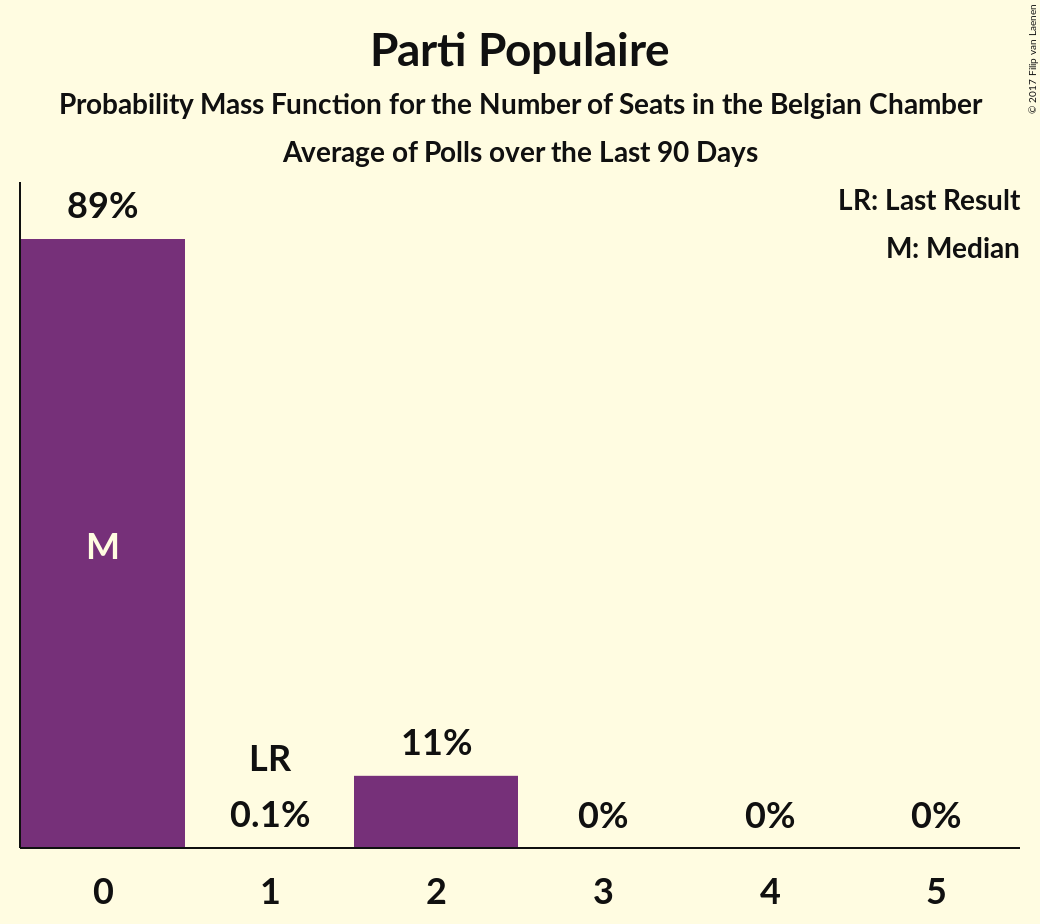 Parti Populaire
Probability Mass Function for the Number of Seats in the Belgian Chamber
Average of Polls over the Last 90 Days
© 2017 Filip van Laenen
LR: Last Result
M: Median
89%
M
LR
0.1%
11%
0%
0%
0%
0
1
2
3
4
5